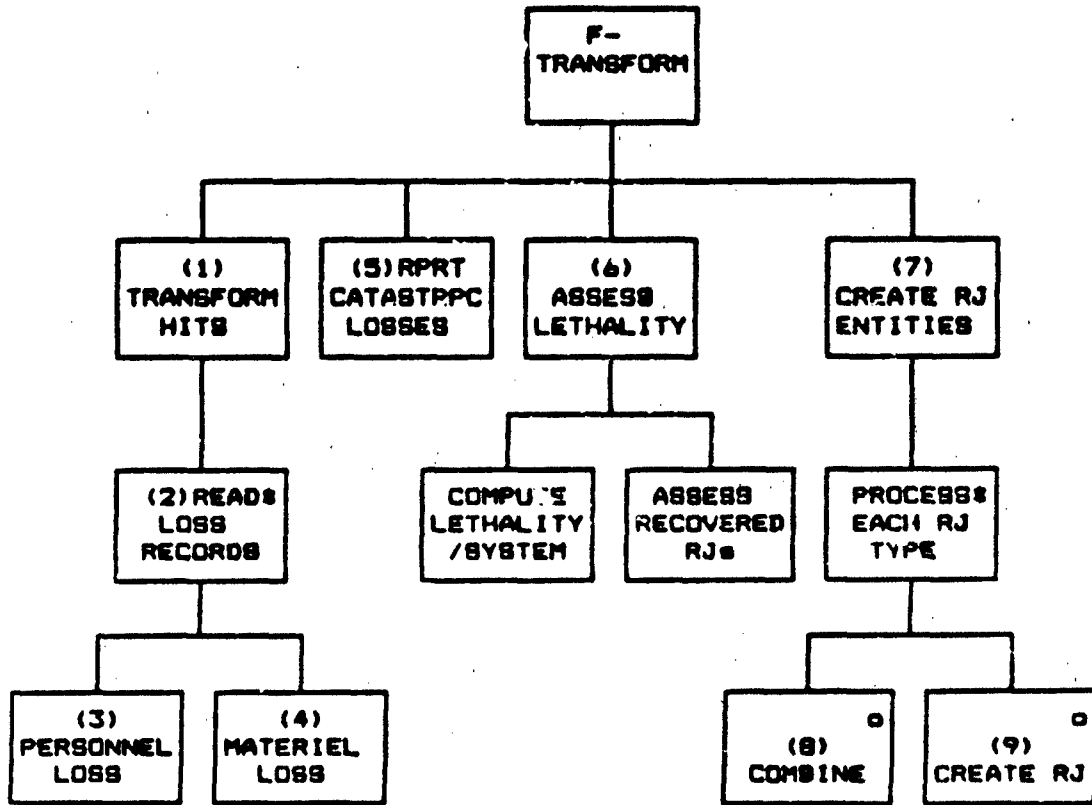 F-
TRANSFORM
(1)
TRANSFORM
HITS
(5)RPRT
CATASTPPC
LOSSES
(6)
ASSESS
LETHALITY
(7)
CREATE RJ
ENTITIES
(2)READ*
LOSS
RECORDS
COMPUTE
LETHALITY
/SYSTEM
ASSESS
RECOVERED
RJs
PROCESS*
EACH RJ
TYPE
(3)
PERSONNEL
LOSS
(4)
MATERIEL
LOSS
o
(8)
COMBINE
o
(9)
CREATE RJ